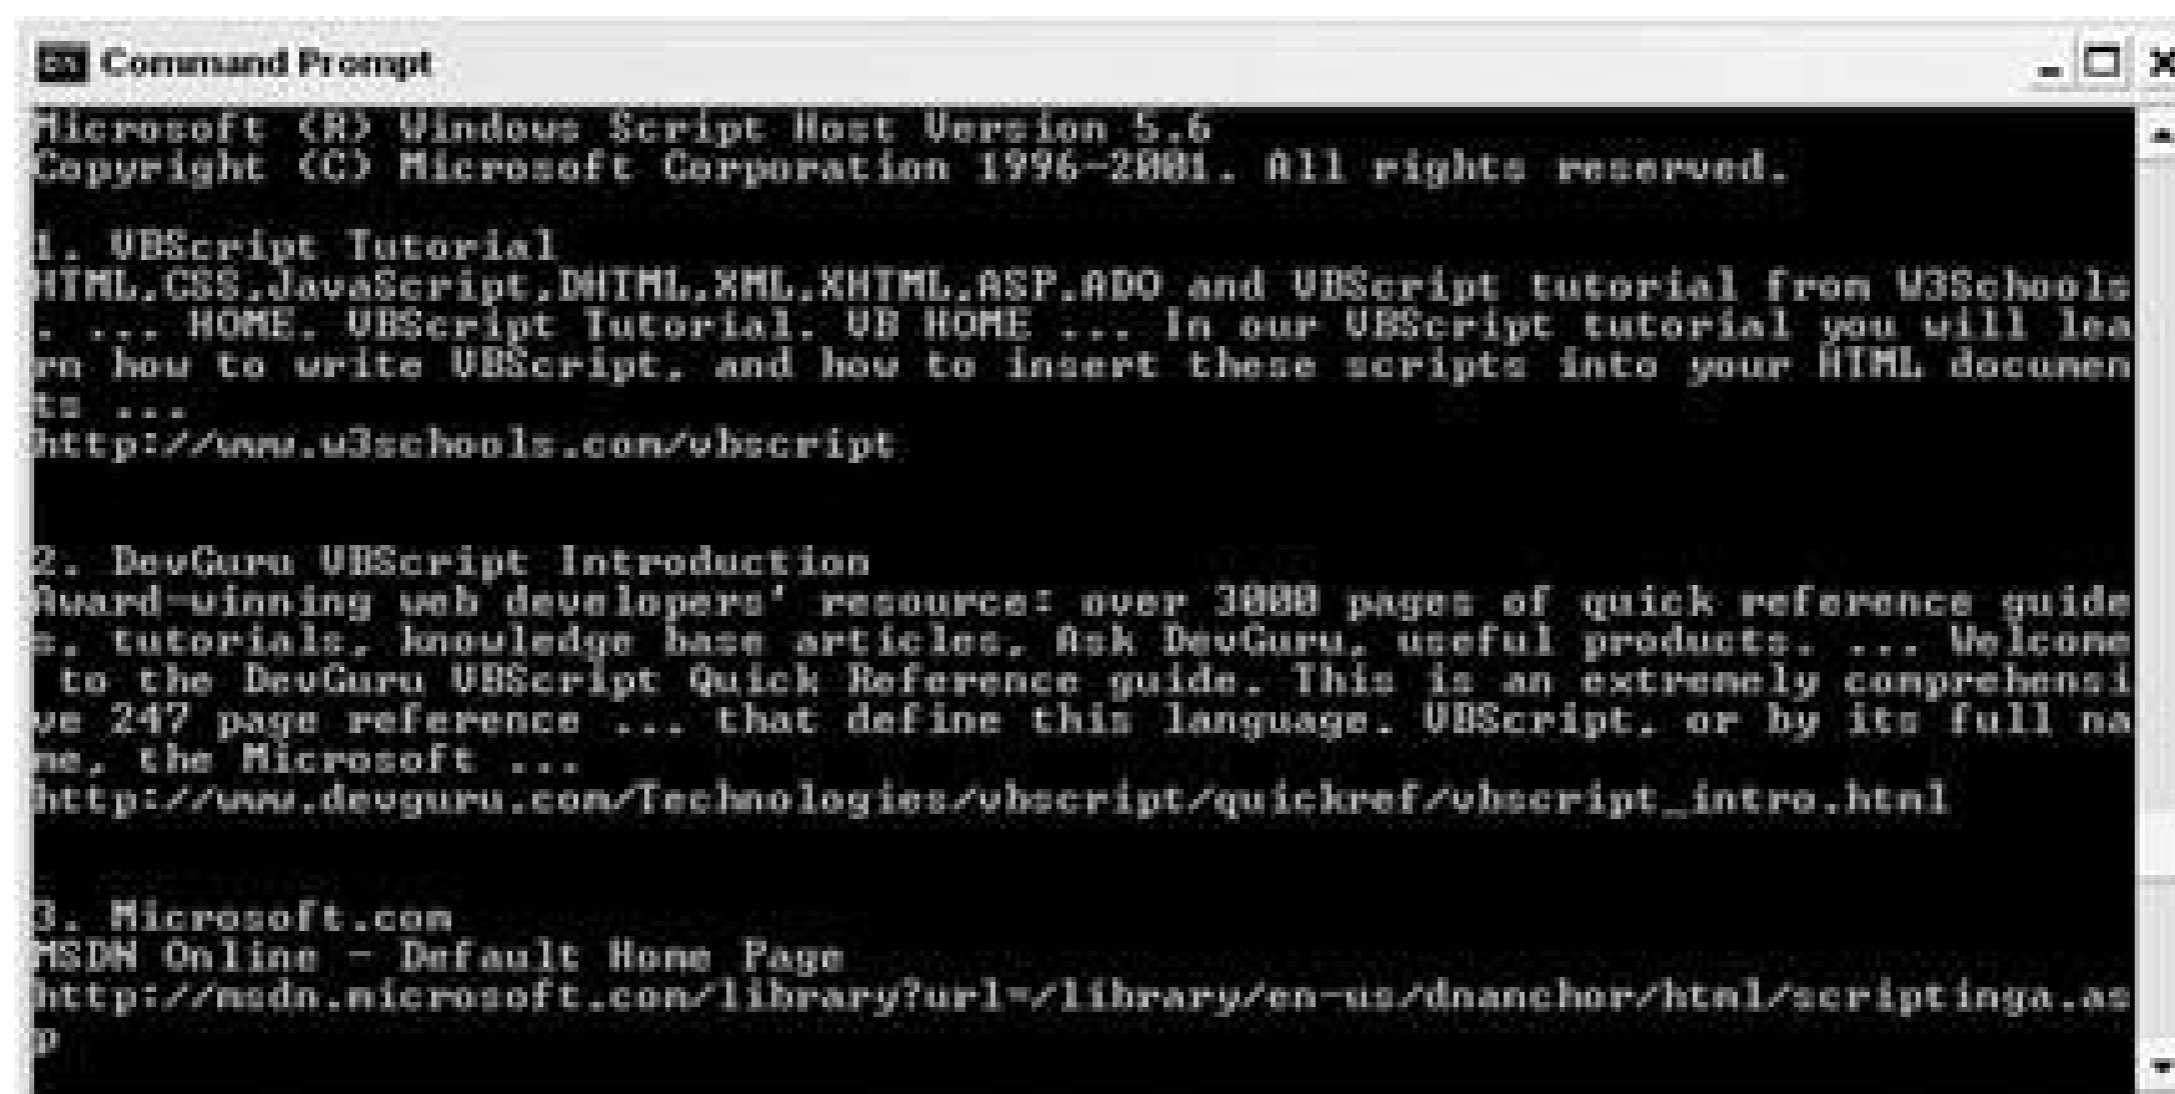 Command Prompt
Microsoft (R) Windows Script Host Version 5.6
Copyright (C) Microsoft Corporation 1996-2001. All rights reserved.
1. VBScript Tutorial
HTML,CSS,JavaScript,DHTML,XML,XHTML,ASP,ADO and VBScript tutorial from W3Schools
. ... HOME. VBScript Tutorial. VB HOME ... In our VBScript tutorial you will lea
rn how to write VBScript, and how to insert these scripts into your HTML documen
ts ...
http://www.w3schools.com/vbscript
2. DevGuru VBScript Introduction
Award-winning web developers' resource: over 3000 pages of quick reference guide
s, tutorials, knowledge base articles, Ask DevGuru, useful products. ... Welcome
to the DevGuru VBScript Quick Reference guide. This is an extremely comprehensi
ve 247 page reference ... that define this language. VBScript, or by its full na
me, the Microsoft ...
http://www.devguru.com/Technologies/vbscript/quickref/vbscript_intro.html
3. Microsoft.com
MSDN Online - Default Home Page
http://msdn.microsoft.com/library?url=/library/en-us/dnanchor/html/scriptinga.as
p